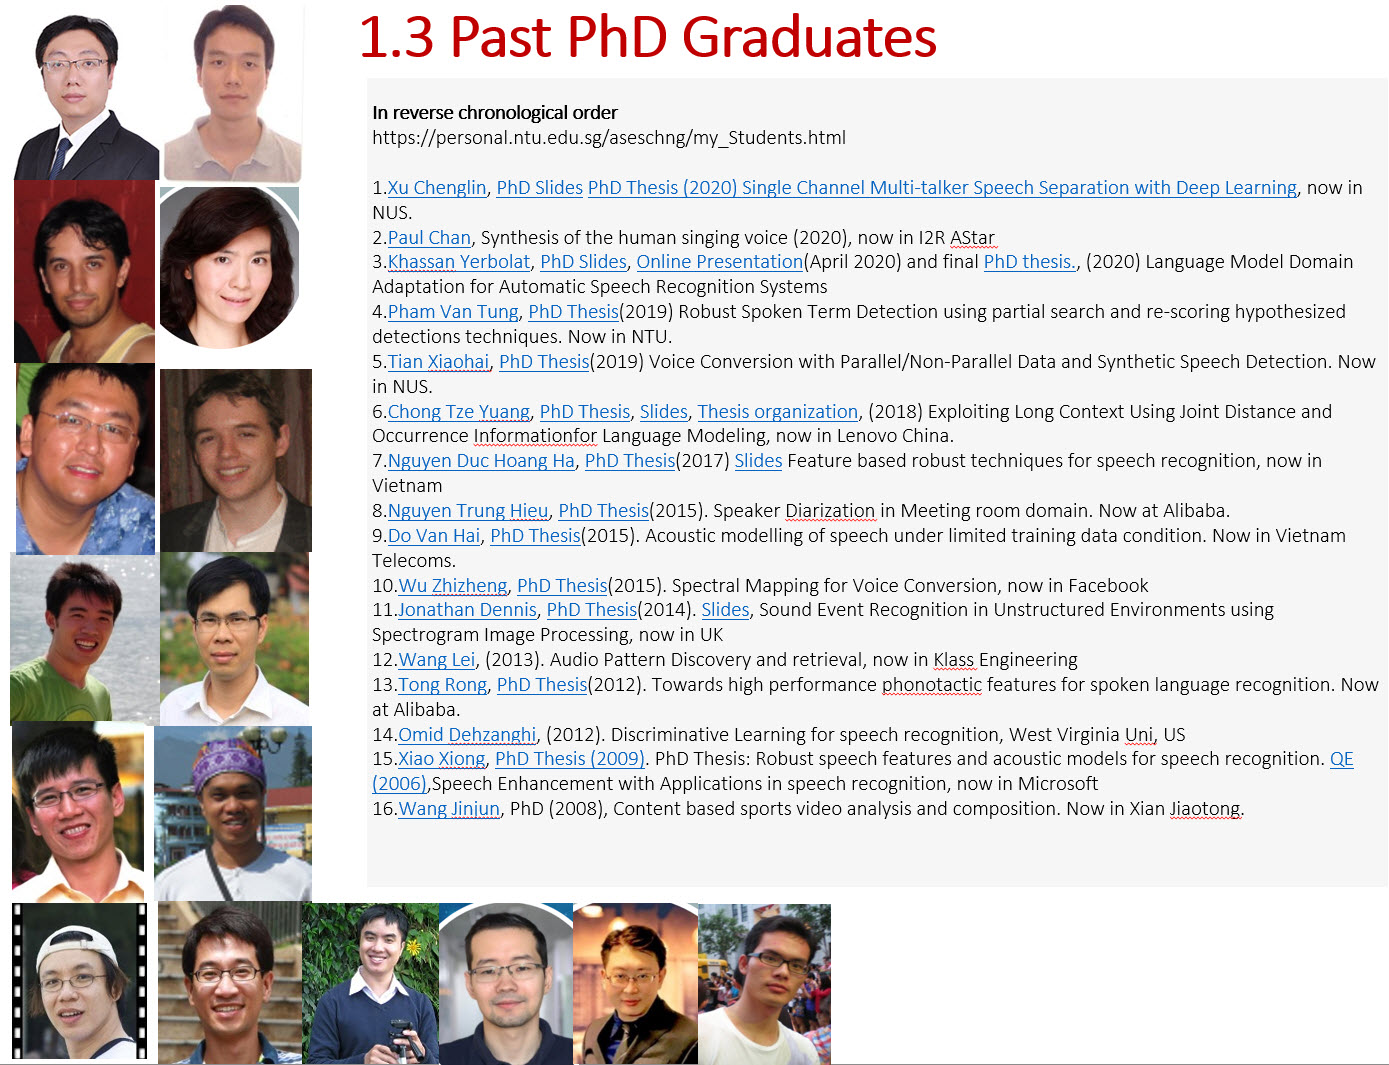 1.3 Past PhD Graduates
In reverse chronological order
https://personal.ntu.edu.sg/aseschng/my_Students.html
1.Xu Chenglin, PhD Slides PhD Thesis (2020) Single Channel Multi-talker Speech Separation with Deep Learning, now in
NUS.
2.Paul Chan, Synthesis of the human singing voice (2020), now in I2R AStar
3.Khassan Yerbolat, PhD Slides, Online Presentation(April 2020) and final PhD thesis., (2020) Language Model Domain
Adaptation for Automatic Speech Recognition Systems
4.Pham Van Tung, PhD Thesis(2019) Robust Spoken Term Detection using partial search and re-scoring hypothesized
detections techniques. Now in NTU.
5.Tian Xiaohai, PhD Thesis(2019) Voice Conversion with Parallel/Non-Parallel Data and Synthetic Speech Detection. Now
in NUS.
6.Chong Tze Yuang, PhD Thesis, Slides, Thesis organization, (2018) Exploiting Long Context Using Joint Distance and
Occurrence Informationfor Language Modeling, now in Lenovo China.
7.Nguyen Duc Hoang Ha, PhD Thesis(2017) Slides Feature based robust techniques for speech recognition, now in
Vietnam
8.Nguyen Trung Hieu, PhD Thesis(2015). Speaker Diarization in Meeting room domain. Now at Alibaba.
9.Do Van Hai, PhD Thesis(2015). Acoustic modelling of speech under limited training data condition. Now in Vietnam
Telecoms.
10.Wu Zhizheng, PhD Thesis(2015). Spectral Mapping for Voice Conversion, now in Facebook
11.Jonathan Dennis, PhD Thesis(2014). Slides, Sound Event Recognition in Unstructured Environments using
Spectrogram Image Processing, now in UK
12.Wang Lei, (2013). Audio Pattern Discovery and retrieval, now in Klass Engineering
13.Tong Rong, PhD Thesis(2012). Towards high performance phonotactic features for spoken language recognition. Now
at Alibaba.
14.Omid Dehzanghi, (2012). Discriminative Learning for speech recognition, West Virginia Uni, US
15.Xiao Xiong, PhD Thesis (2009). PhD Thesis: Robust speech features and acoustic models for speech recognition. QE
(2006),Speech Enhancement with Applications in speech recognition, now in Microsoft
16.Wang Jinjun, PhD (2008), Content based sports video analysis and composition. Now in Xian Jiaotong.